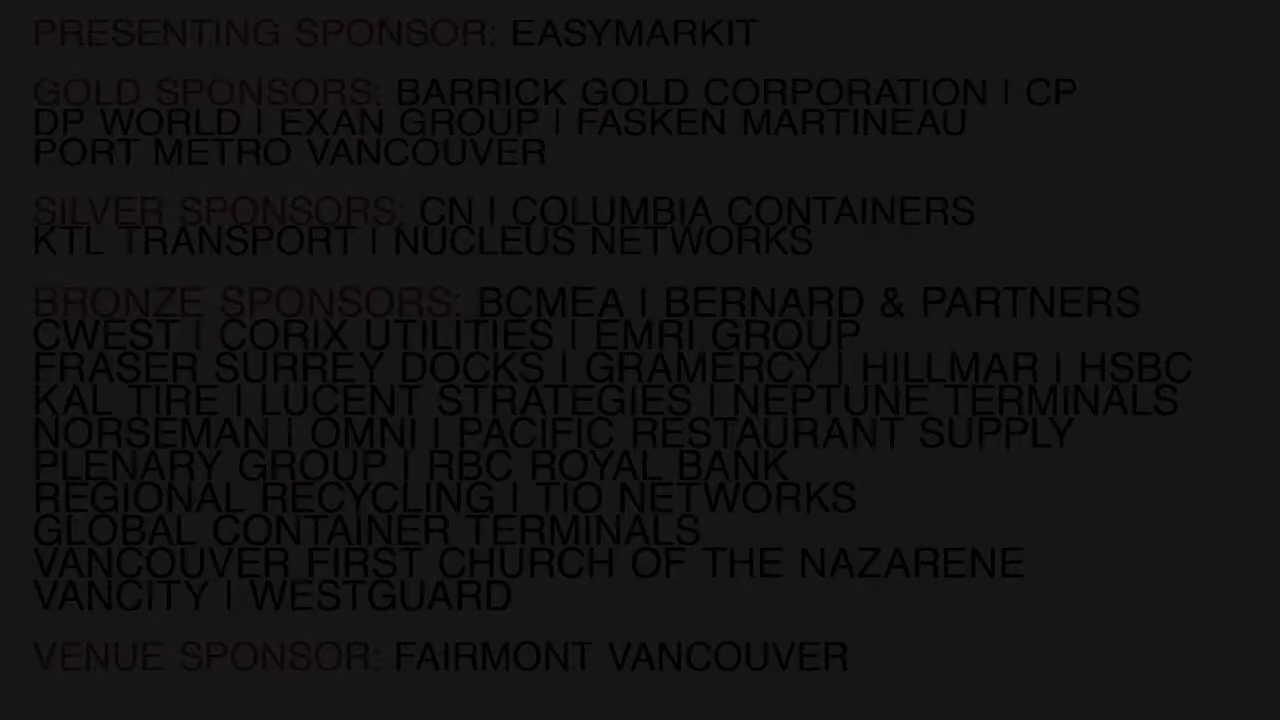 PRESENTING SPONSOR: EASYMARKIT
GOLD SPONSORS: BARRICK GOLD CORPORATION | CP
DP WORLD | EXAN GROUP | FASKEN MARTINEAU
PORT METRO VANCOUVER
SILVER SPONSORS: CN | COLUMBIA CONTAINERS
KTL TRANSPORT | NUCLEUS NETWORKS
BRONZE SPONSORS: BCMEA | BERNARD & PARTNERS
CWEST | CORIX UTILITIES | EMRI GROUP
FRASER SURREY DOCKS | GRAMERCY | HILLMAR | HSBC
KAL TIRE | LUCENT STRATEGIES | NEPTUNE TERMINALS
NORSEMAN | OMNI | PACIFIC RESTAURANT SUPPLY
PLENARY GROUP | RBC ROYAL BANK
REGIONAL RECYCLING | TIO NETWORKS
GLOBAL CONTAINER TERMINALS
VANCOUVER FIRST CHURCH OF THE NAZARENE
VANCITY | WESTGUARD
VENUE SPONSOR: FAIRMONT VANCOUVER